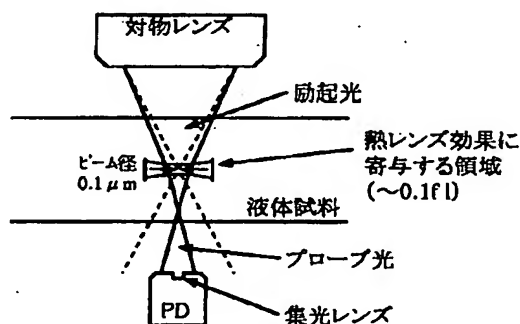 対物レンズ
励起光
熱レンズ効果に
寄与する領域
(～0.1fl)
ビーム径
0.1μm
液体試料
プローブ光
集光レンズ
PD